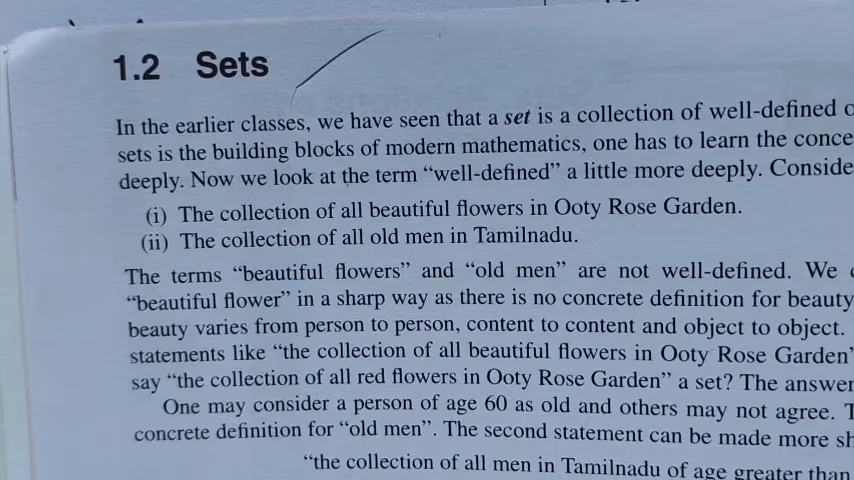 1.2 Sets
In the earlier classes, we have seen that a set is a collection of well-defined
sets is the building blocks of modern mathematics, one has to learn the
deeply. Now we look at the term “well-defined” a little more deeply.
(i) The collection of all beautiful flowers in Ooty Rose Garden.
(ii) The collection of all old men in Tamilnadu.
The terms “beautiful flowers” and “old men” are not well-defined. We
“beautiful flower” in a sharp way as there is no concrete definition for beauty
beauty varies from person to person, content to content and object to object.
statements like “the collection of all beautiful flowers in Ooty Rose Garden”
say “the collection of all red flowers in Ooty Rose Garden” a set? The answer
One may consider a person of age 60 as old and others may not agree.
concrete definition for “old men”. The second statement can be made more
“the collection of all men in Tamilnadu of age greater than